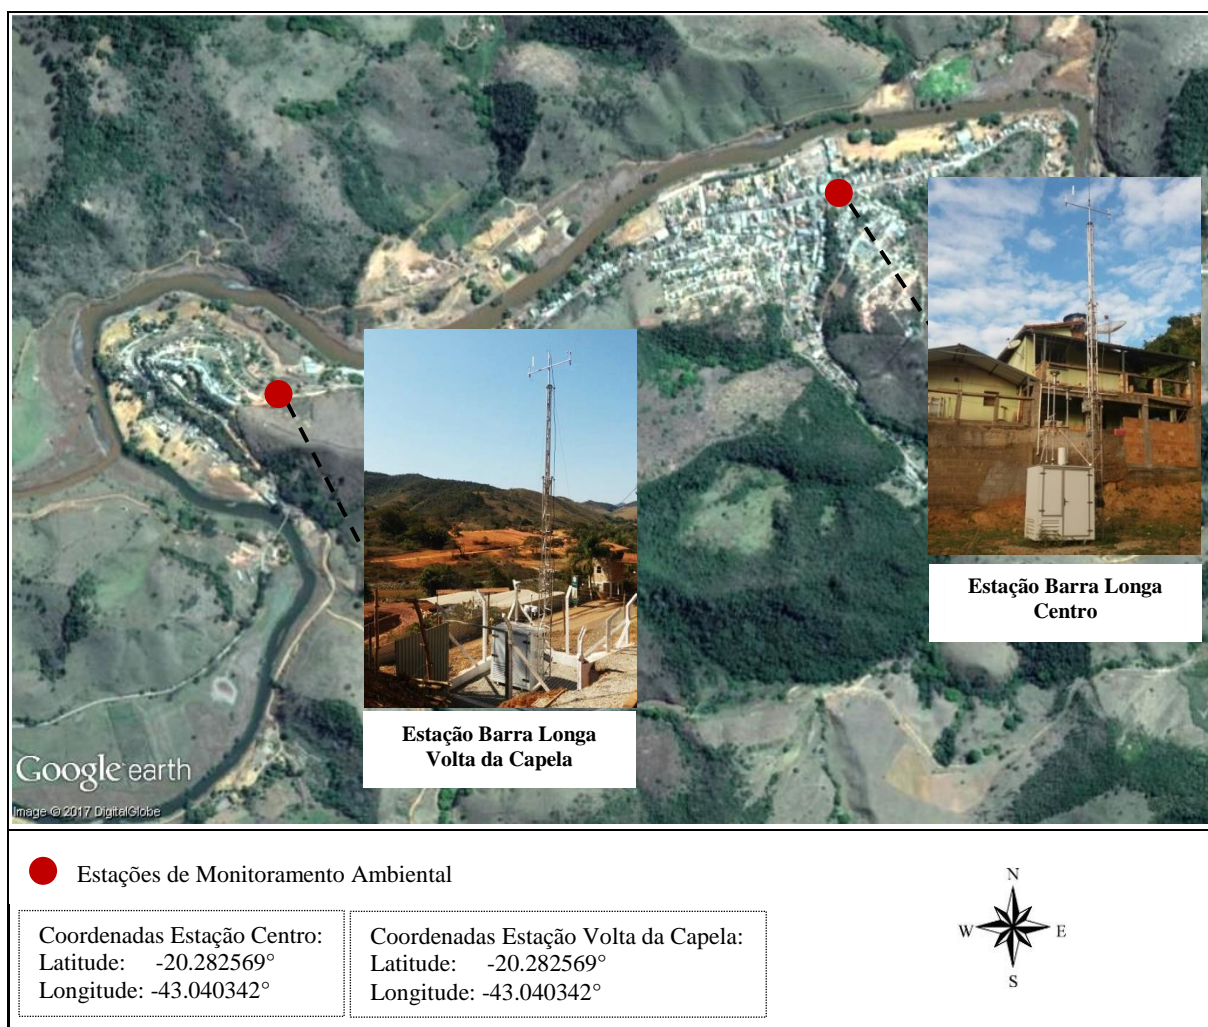 Estação Barra Longa
Centro
Estação Barra Longa
Volta da Capela
Google earth
Image © 2017 DigitalGlobe
Estações de Monitoramento Ambiental
N
W
E
S
Coordenadas Estação Centro:
Latitude: -20.282569°
Longitude: -43.040342°
Coordenadas Estação Volta da Capela:
Latitude: -20.282569°
Longitude: -43.040342°